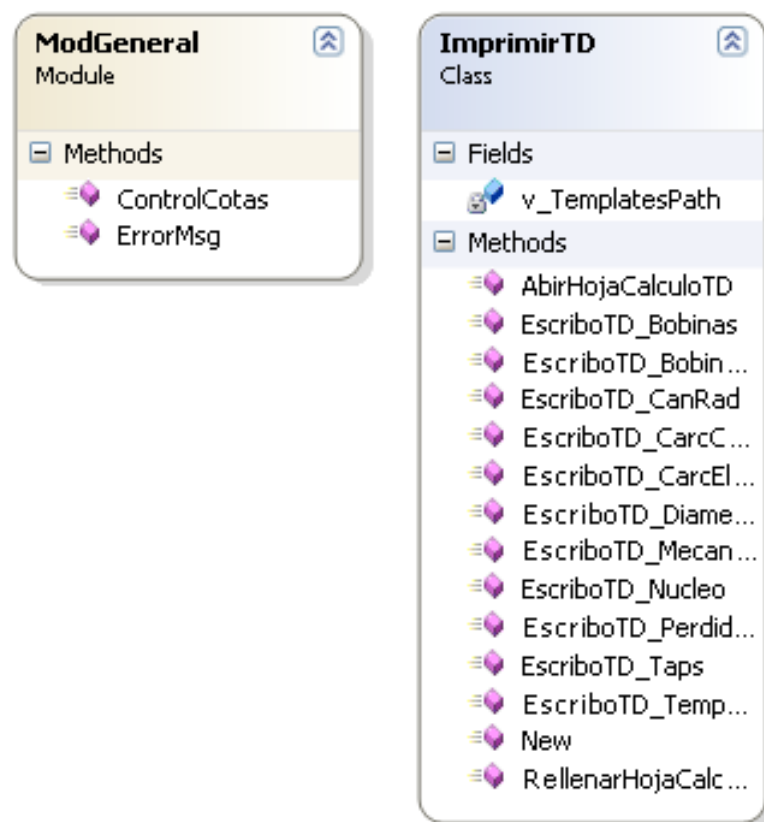 ModGeneral
Module
Methods
ControlCotas
ErrorMsg
ImprimirTD
Class
Fields
v_TemplatesPath
Methods
AbirHojaCalculoTD
EscriboTD_Bobinas
EscriboTD_Bobin...
EscriboTD_CanRad
EscriboTD_CarcC...
EscriboTD_CarcEl...
EscriboTD_Diame...
EscriboTD_Mecan...
EscriboTD_Nucleo
EscriboTD_Perdid...
EscriboTD_Taps
EscriboTD_Temp...
New
RellenarHojaCalc...